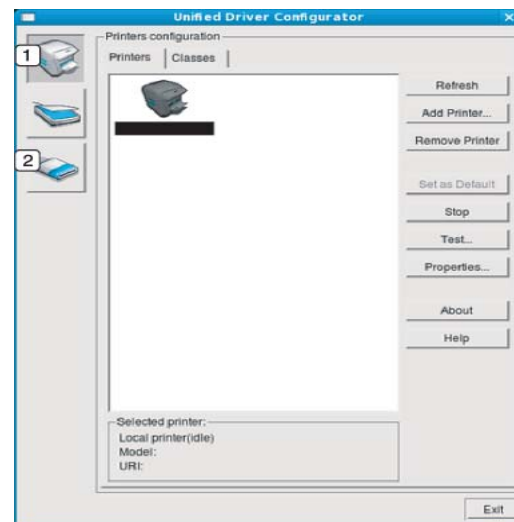 Unified Driver Configurator
Printers configuration
1
Printers
Classes
Refresh
Add Printer...
Remove Printer
2
Set as Default
Stop
Test...
Properties...
About
Help
Selected printer:
Local printer(idle)
Model:
URI:
Exit